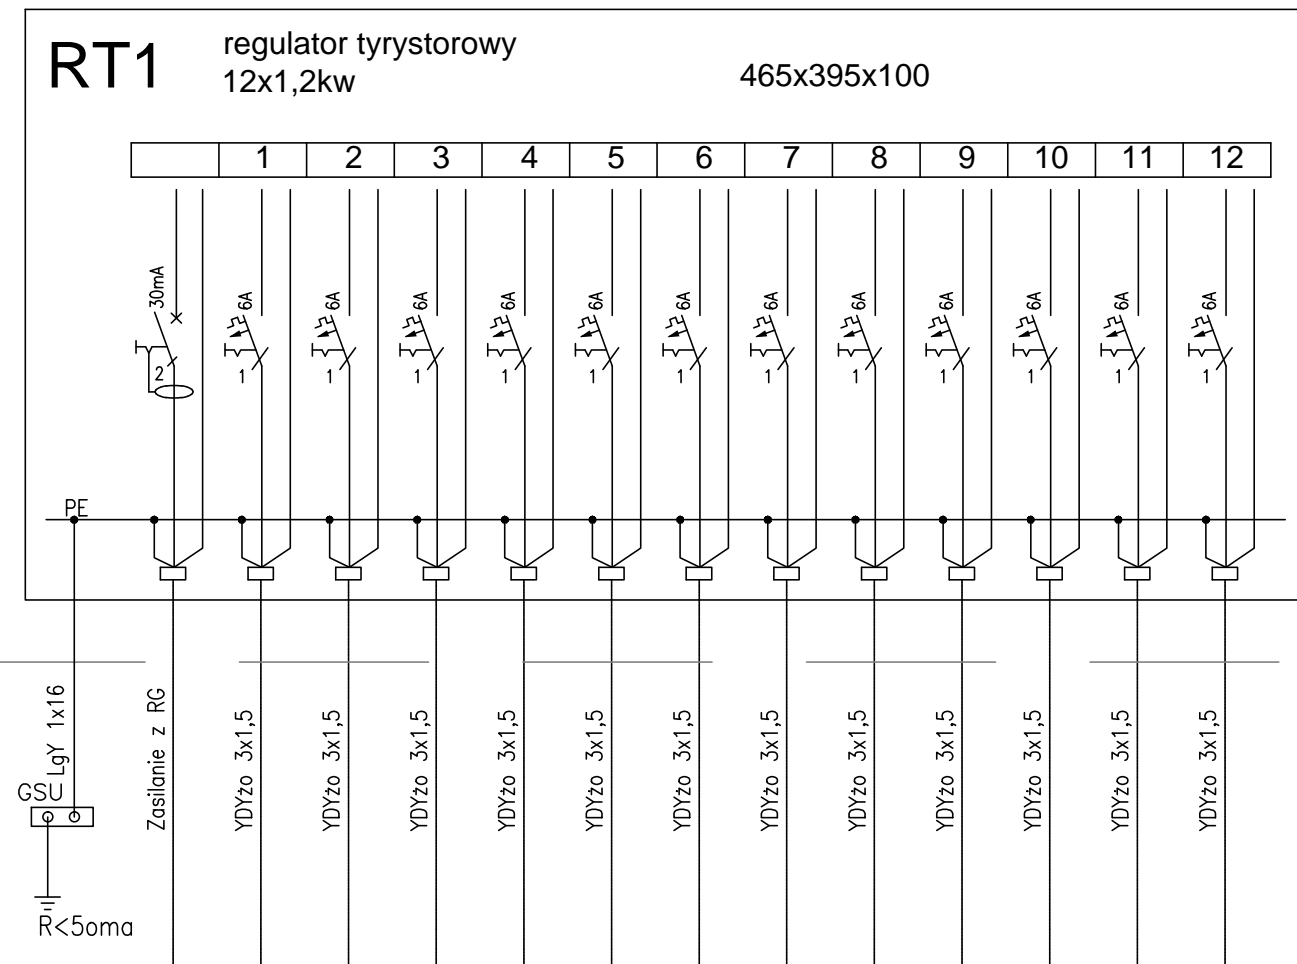 RT1
regulator tyrystorowy
12x1,2kw
465x395x100
1 2 3 4 5 6 7 8 9 10 11 12
30mA 6A 6A 6A 6A 6A 6A 6A 6A 6A 6A 6A 6A
2 1 1 1 1 1 1 1 1 1 1 1 1
PE
LgY 1x16
Zasilanie z RG
YDYżo 3x1,5
YDYżo 3x1,5
YDYżo 3x1,5
YDYżo 3x1,5
YDYżo 3x1,5
YDYżo 3x1,5
YDYżo 3x1,5
YDYżo 3x1,5
YDYżo 3x1,5
YDYżo 3x1,5
YDYżo 3x1,5
YDYżo 3x1,5
GSU
R<5oma